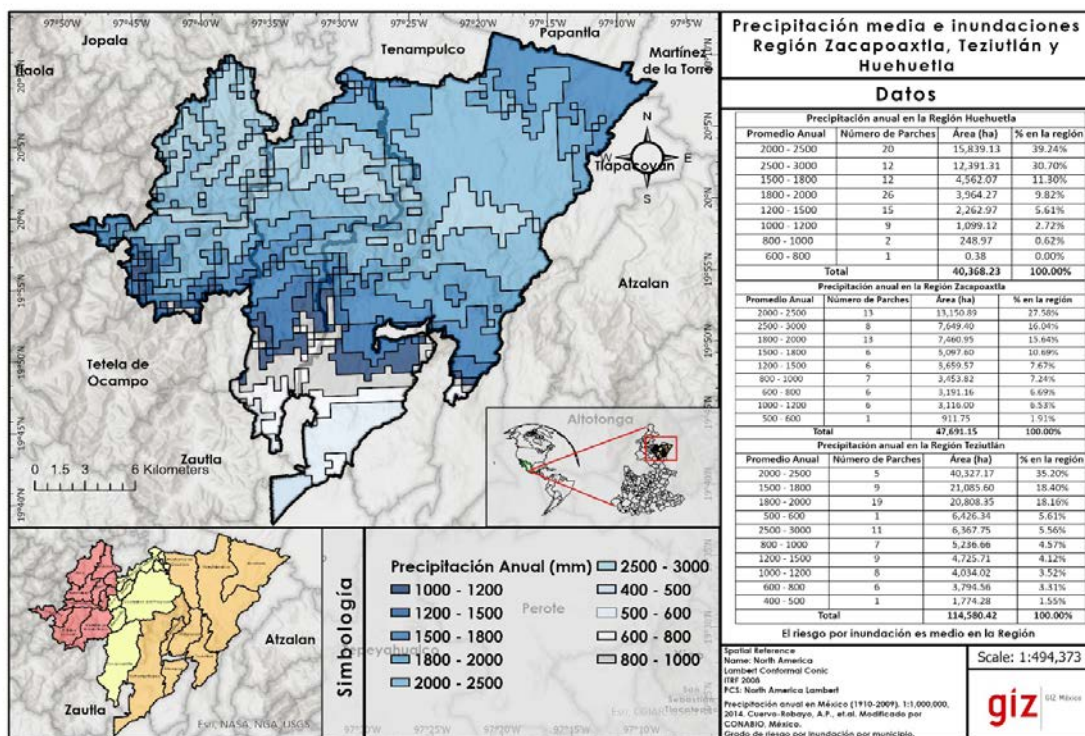 97°50'0"
97°45'0"
97°40'0"
97°35'0"
97°30'0"
97°25'0"
97°20'0"
97°15'0"
97°10'0"
97°5'0"
Jopala
Tenampulco
Papantla
Martínez
de la Torre
Tlaola
Tlapacoyan
N
W
E
S
Atzalan
Tetela de
Ocampo
Zautla
0 1.5 3 6 Kilometers
Altotonga
Precipitación media e inundaciones
Región Zacapoaxtla, Teziutlán y
Huehuetla
Datos
Precipitación anual en la Región Huehuetla
Promedio Anual Número de Parches Área (ha) % en la región
2000 - 2500 20 15,839.13 39.24%
2500 - 3000 12 12,391.31 30.70%
1500 - 1800 12 4,562.07 11.30%
1800 - 2000 26 3,964.27 9.82%
1200 - 1500 15 2,262.97 5.61%
1000 - 1200 9 1,099.12 2.72%
800 - 1000 2 248.97 0.62%
600 - 800 1 0.38 0.00%
Total 40,368.23 100.00%
Precipitación anual en la Región Zacapoaxtla
Promedio Anual Número de Parches Área (ha) % en la región
2000 - 2500 13 13,150.89 27.58%
2500 - 3000 8 7,649.40 16.04%
1800 - 2000 13 7,460.95 15.64%
1500 - 1800 6 5,097.60 10.69%
1200 - 1500 6 3,659.57 7.67%
800 - 1000 7 3,453.82 7.24%
600 - 800 6 3,191.16 6.69%
1000 - 1200 6 3,116.00 6.53%
500 - 600 1 911.75 1.91%
Total 47,691.15 100.00%
Precipitación anual en la Región Teziutlán
Promedio Anual Número de Parches Área (ha) % en la región
2000 - 2500 5 40,327.17 35.20%
1500 - 1800 9 21,085.60 18.40%
1800 - 2000 19 20,808.35 18.16%
500 - 600 1 6,426.34 5.61%
2500 - 3000 11 6,367.75 5.56%
800 - 1000 7 5,236.66 4.57%
1200 - 1500 9 4,725.71 4.12%
1000 - 1200 8 4,034.02 3.52%
600 - 800 6 3,794.56 3.31%
400 - 500 1 1,774.28 1.55%
Total 114,580.42 100.00%
El riesgo por inundación es medio en la Región
Atzalan
Zautla
Esri, NASA, NGA, USGS
Simbología
Precipitación Anual (mm)
1000 - 1200
1200 - 1500
1500 - 1800
1800 - 2000
2000 - 2500
2500 - 3000
400 - 500
500 - 600
600 - 800
800 - 1000
Perote
Spatial Reference
Name: North America
Lambert Conformal Conic
ITRF 2008
PCS: North America Lambert
Precipitación anual en México (1910-2009). 1:1,000,000,
2014. Cuervo-Robayo, A.P., et.al. Modificado por
CONABIO. México.
Grado de riesgo por inundación por municipio.
Scale: 1:494,373
giz
GIZ México